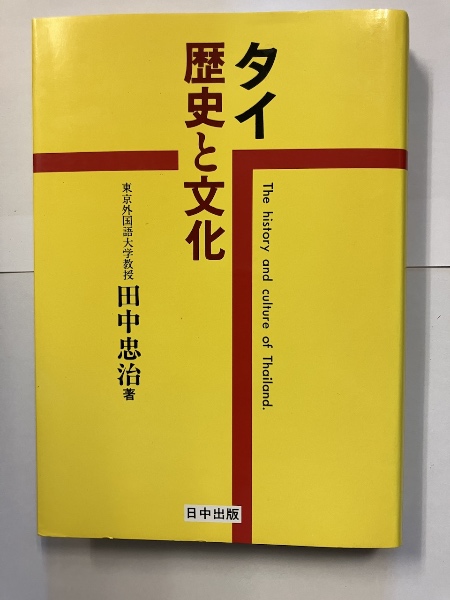 タイ
歴史と文化
The history and culture of Thailand.
東京外国語大学教授
田中忠治著
日中出版